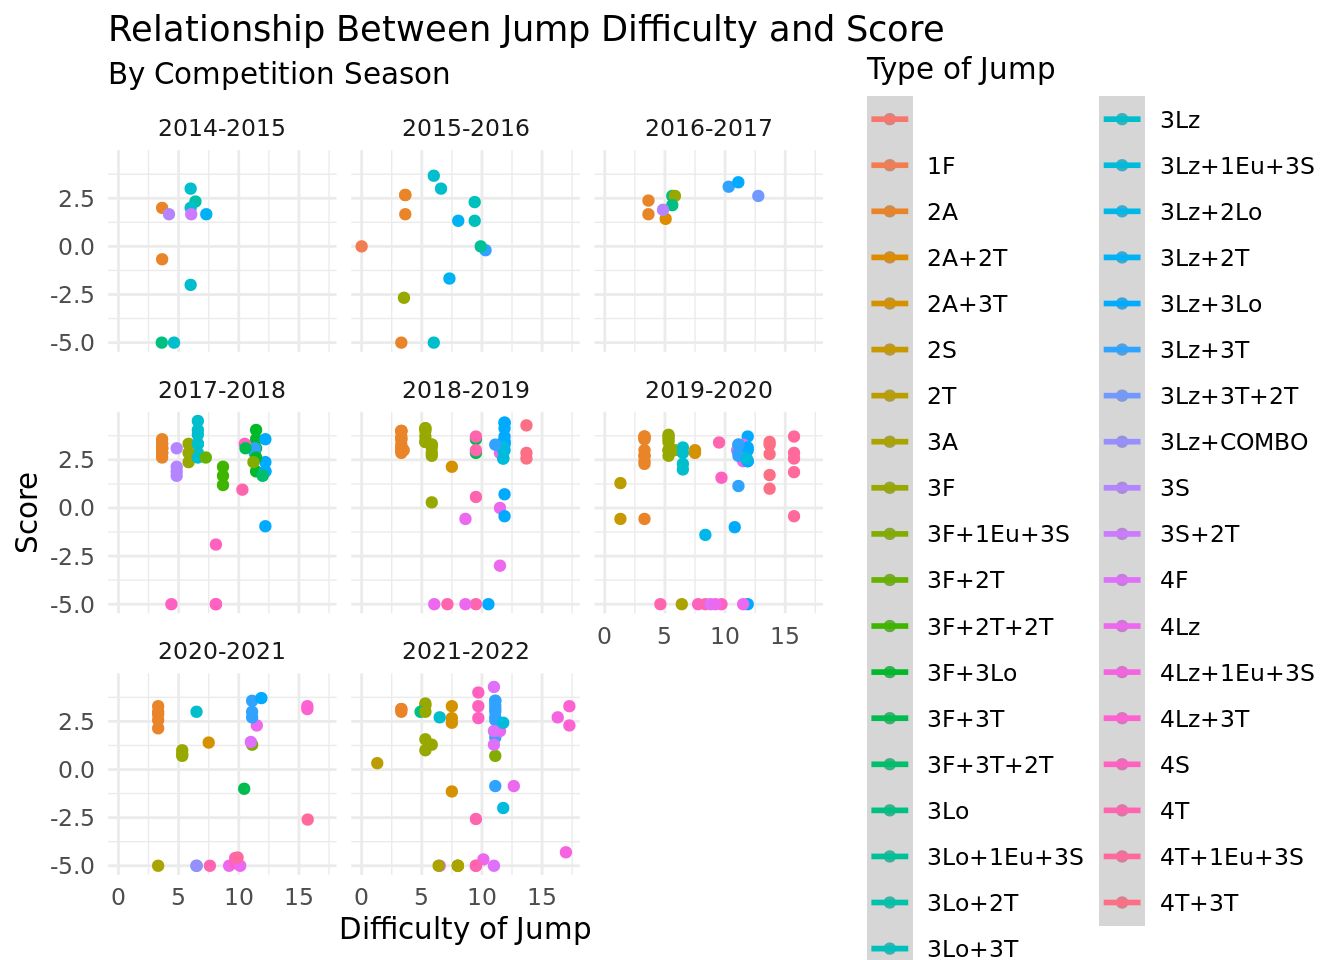 Relationship Between Jump Difficulty and Score
By Competition Season
Type of Jump
2014-2015
2015-2016
2016-2017
2.5
0.0
-2.5
-5.0
2017-2018
2018-2019
2019-2020
2.5
0.0
-2.5
-5.0
0 5 10 15
2020-2021
2021-2022
2.5
0.0
-2.5
-5.0
0 5 10 15
0 5 10 15
Score
Difficulty of Jump
1F
2A
2A+2T
2A+3T
2S
2T
3A
3F
3F+1Eu+3S
3F+2T
3F+2T+2T
3F+3Lo
3F+3T
3F+3T+2T
3Lo
3Lo+1Eu+3S
3Lo+2T
3Lo+3T
3Lz
3Lz+1Eu+3S
3Lz+2Lo
3Lz+2T
3Lz+3Lo
3Lz+3T
3Lz+3T+2T
3Lz+COMBO
3S
3S+2T
4F
4Lz
4Lz+1Eu+3S
4Lz+3T
4S
4T
4T+1Eu+3S
4T+3T